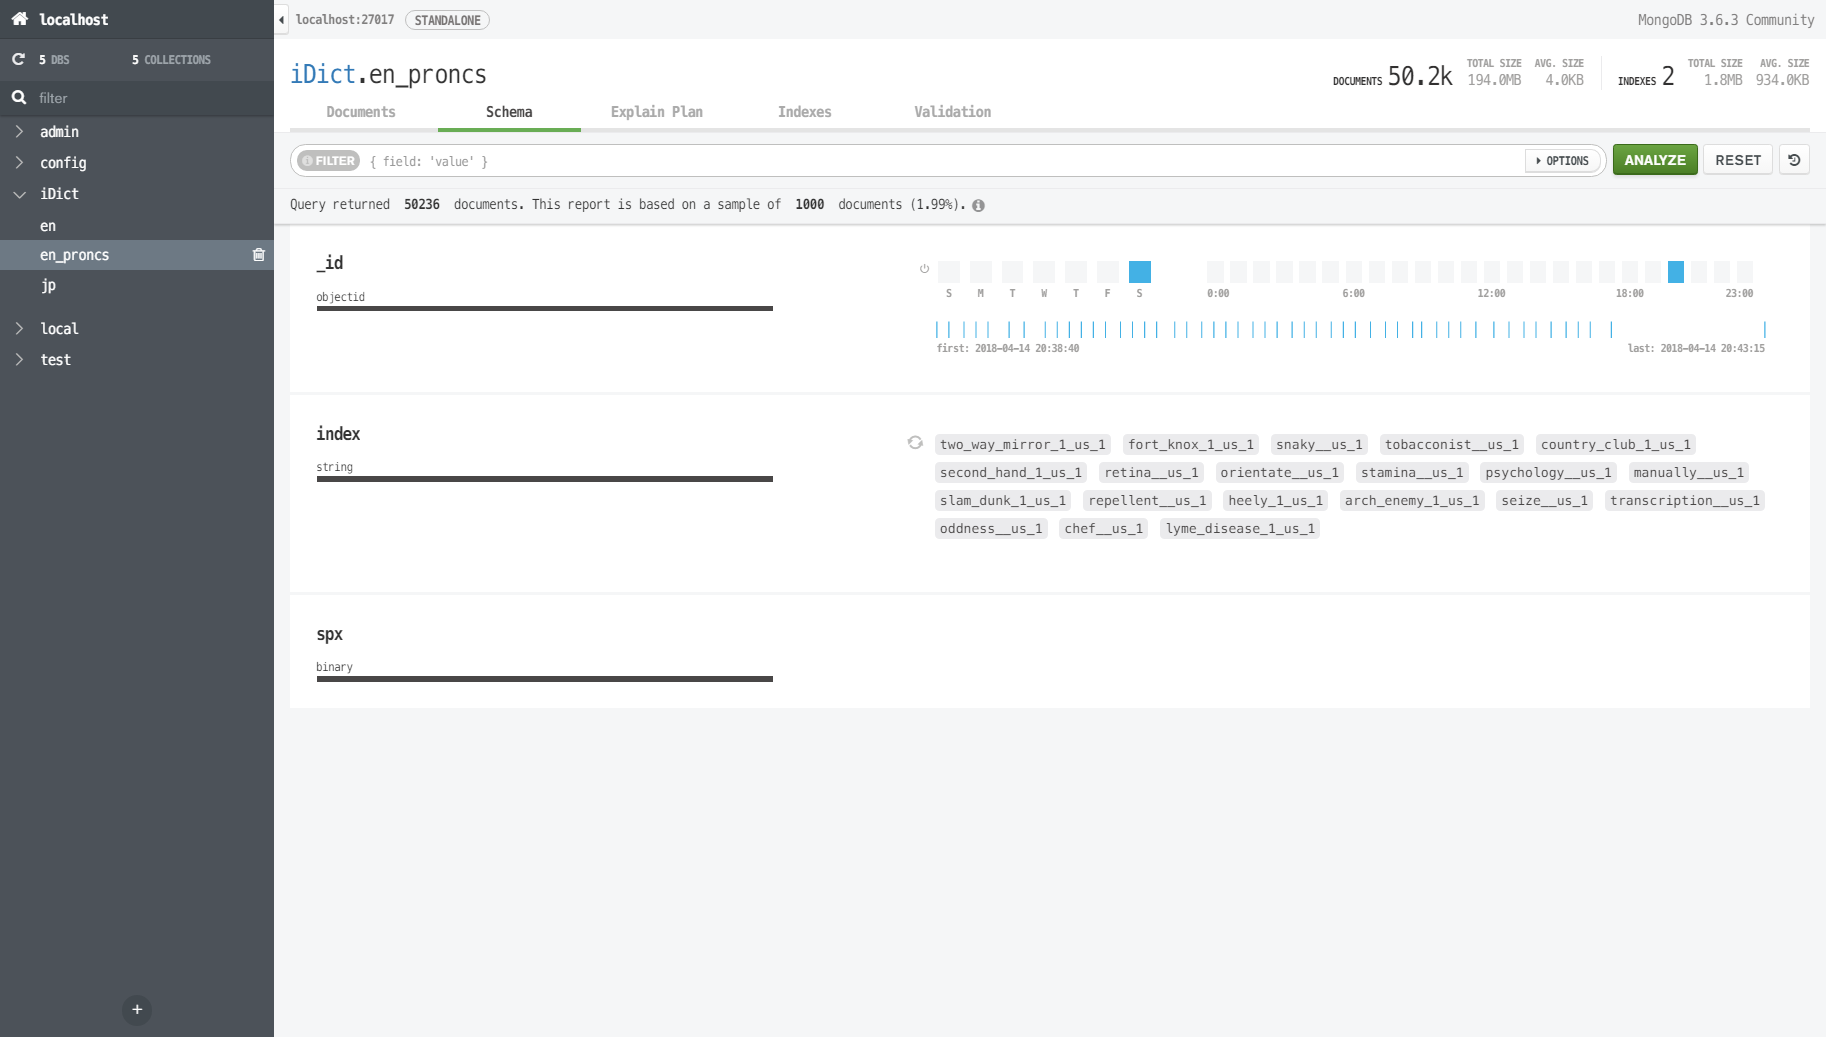 localhost
5 DBS 5 COLLECTIONS
filter
admin
config
iDict
en
en_proncs
jp
local
test
+
localhost:27017 STANDALONE MongoDB 3.6.3 Community
iDict.en_proncs
DOCUMENTS 50.2k TOTAL SIZE 194.0MB AVG. SIZE 4.0KB INDEXES 2 TOTAL SIZE 1.8MB AVG. SIZE 934.0KB
Documents Schema Explain Plan Indexes Validation
FILTER { field: 'value' } OPTIONS ANALYZE RESET
Query returned 50236 documents. This report is based on a sample of 1000 documents (1.99%).
_id
objectid
S M T W T F S 0:00 6:00 12:00 18:00 23:00
first: 2018-04-14 20:38:40 last: 2018-04-14 20:43:15
index
string
two_way_mirror_1_us_1 fort_knox_1_us_1 snaky__us_1 tobacconist__us_1 country_club_1_us_1
second_hand_1_us_1 retina__us_1 orientate__us_1 stamina__us_1 psychology__us_1 manually__us_1
slam_dunk_1_us_1 repellent__us_1 heely_1_us_1 arch_enemy_1_us_1 seize__us_1 transcription__us_1
oddness__us_1 chef__us_1 lyme_disease_1_us_1
spx
binary